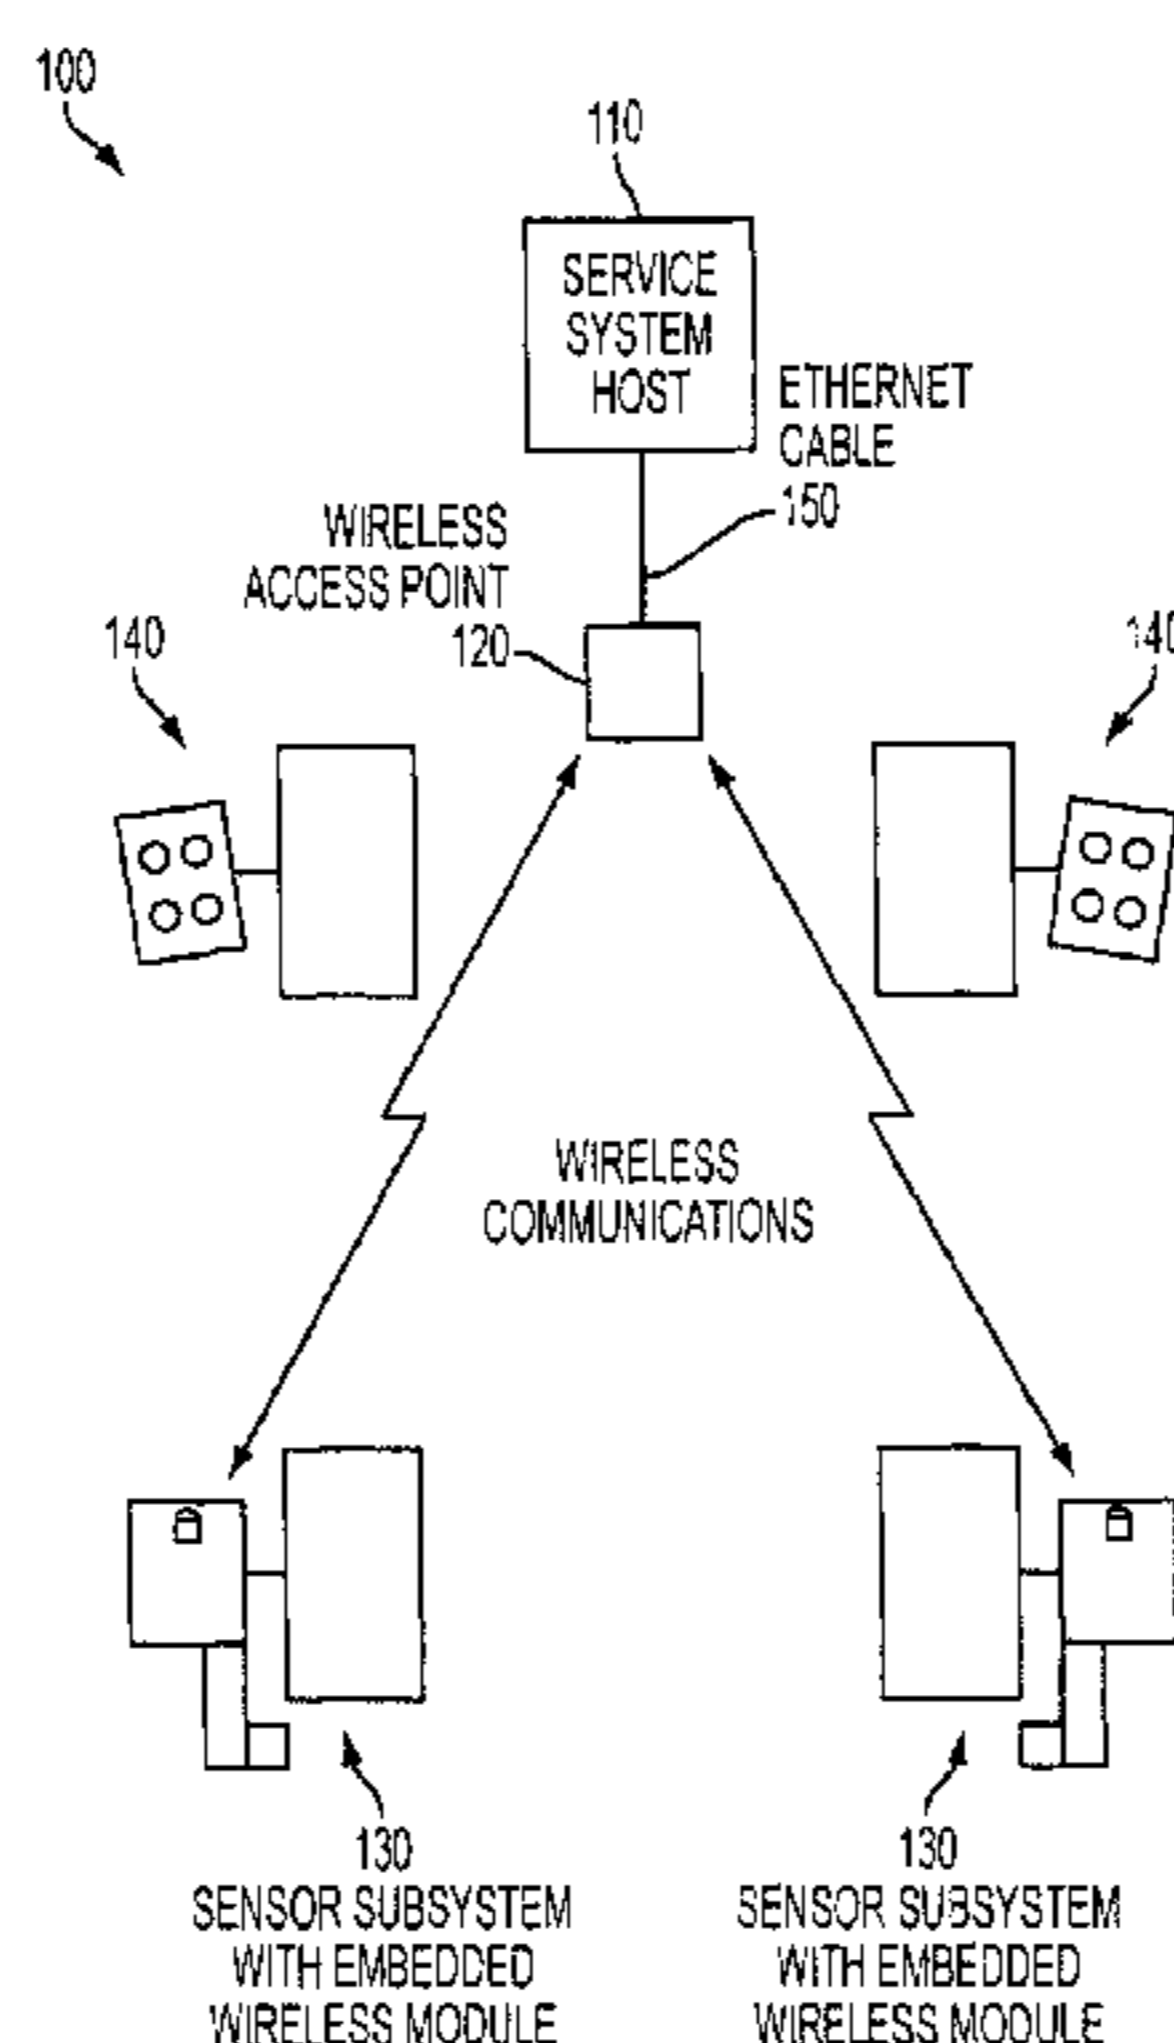 100
110
SERVICE
SYSTEM
HOST
ETHERNET
CABLE
150
WIRELESS
ACCESS POINT
120
140
140
WIRELESS
COMMUNICATIONS
130
SENSOR SUBSYSTEM
WITH EMBEDDED
WIRELESS MODULE
130
SENSOR SUBSYSTEM
WITH EMBEDDED
WIRELESS MODULE